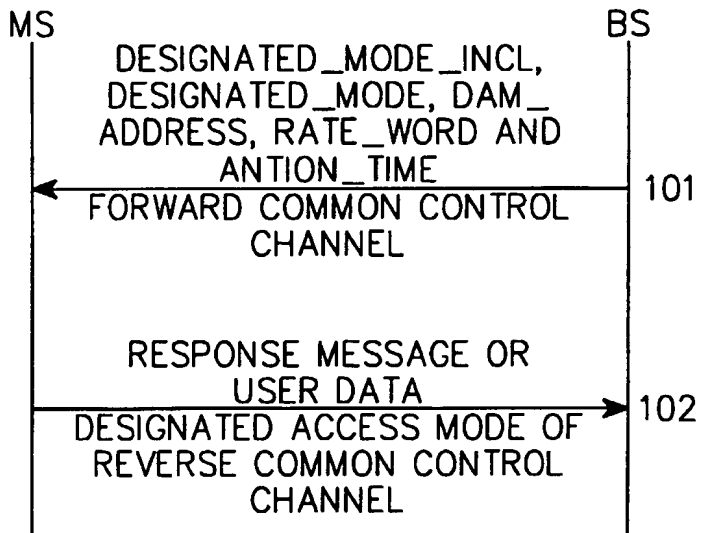 MS
BS
DESIGNATED_MODE_INCL,
DESIGNATED_MODE, DAM_
ADDRESS, RATE_WORD AND
ANTION_TIME
101
FORWARD COMMON CONTROL
CHANNEL
RESPONSE MESSAGE OR
USER DATA
102
DESIGNATED ACCESS MODE OF
REVERSE COMMON CONTROL
CHANNEL